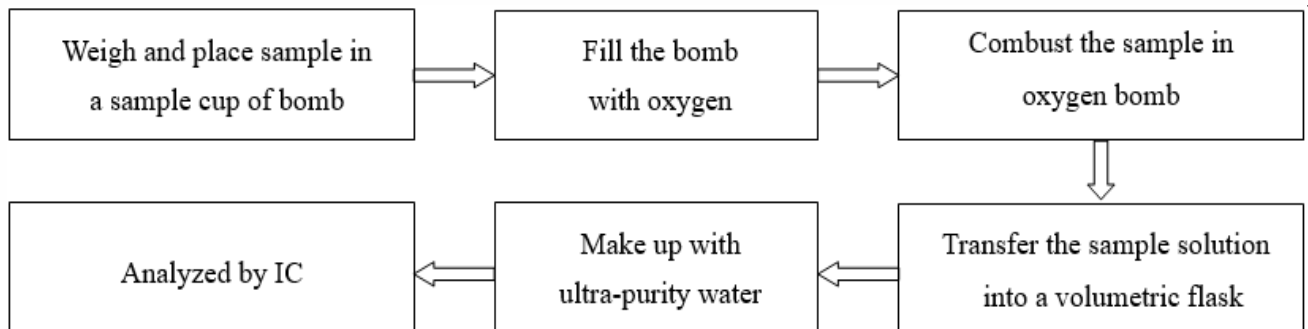 Weigh and place sample in
a sample cup of bomb
Fill the bomb
with oxygen
Combust the sample in
oxygen bomb
Transfer the sample solution
into a volumetric flask
Make up with
ultra-purity water
Analyzed by IC